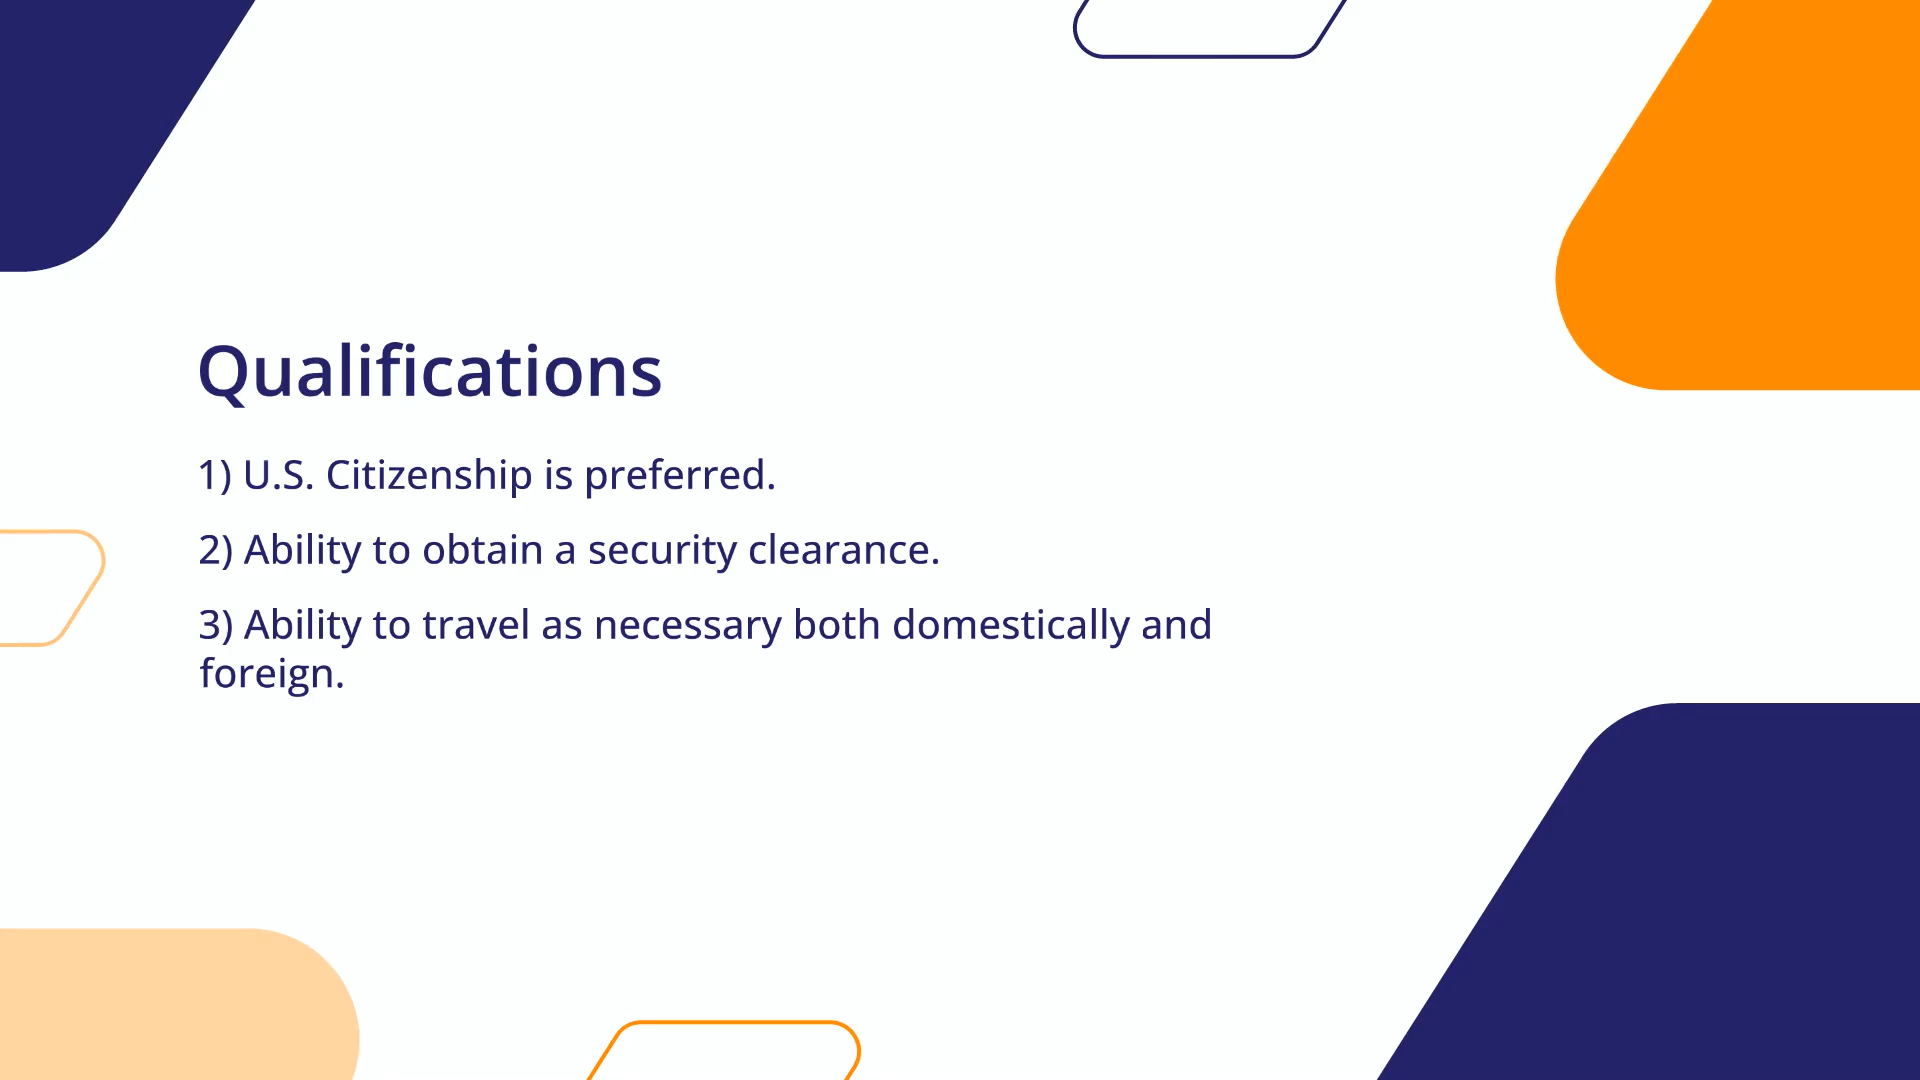 Qualifications
1) U.S. Citizenship is preferred.
2) Ability to obtain a security clearance.
3) Ability to travel as necessary both domestically and
foreign.